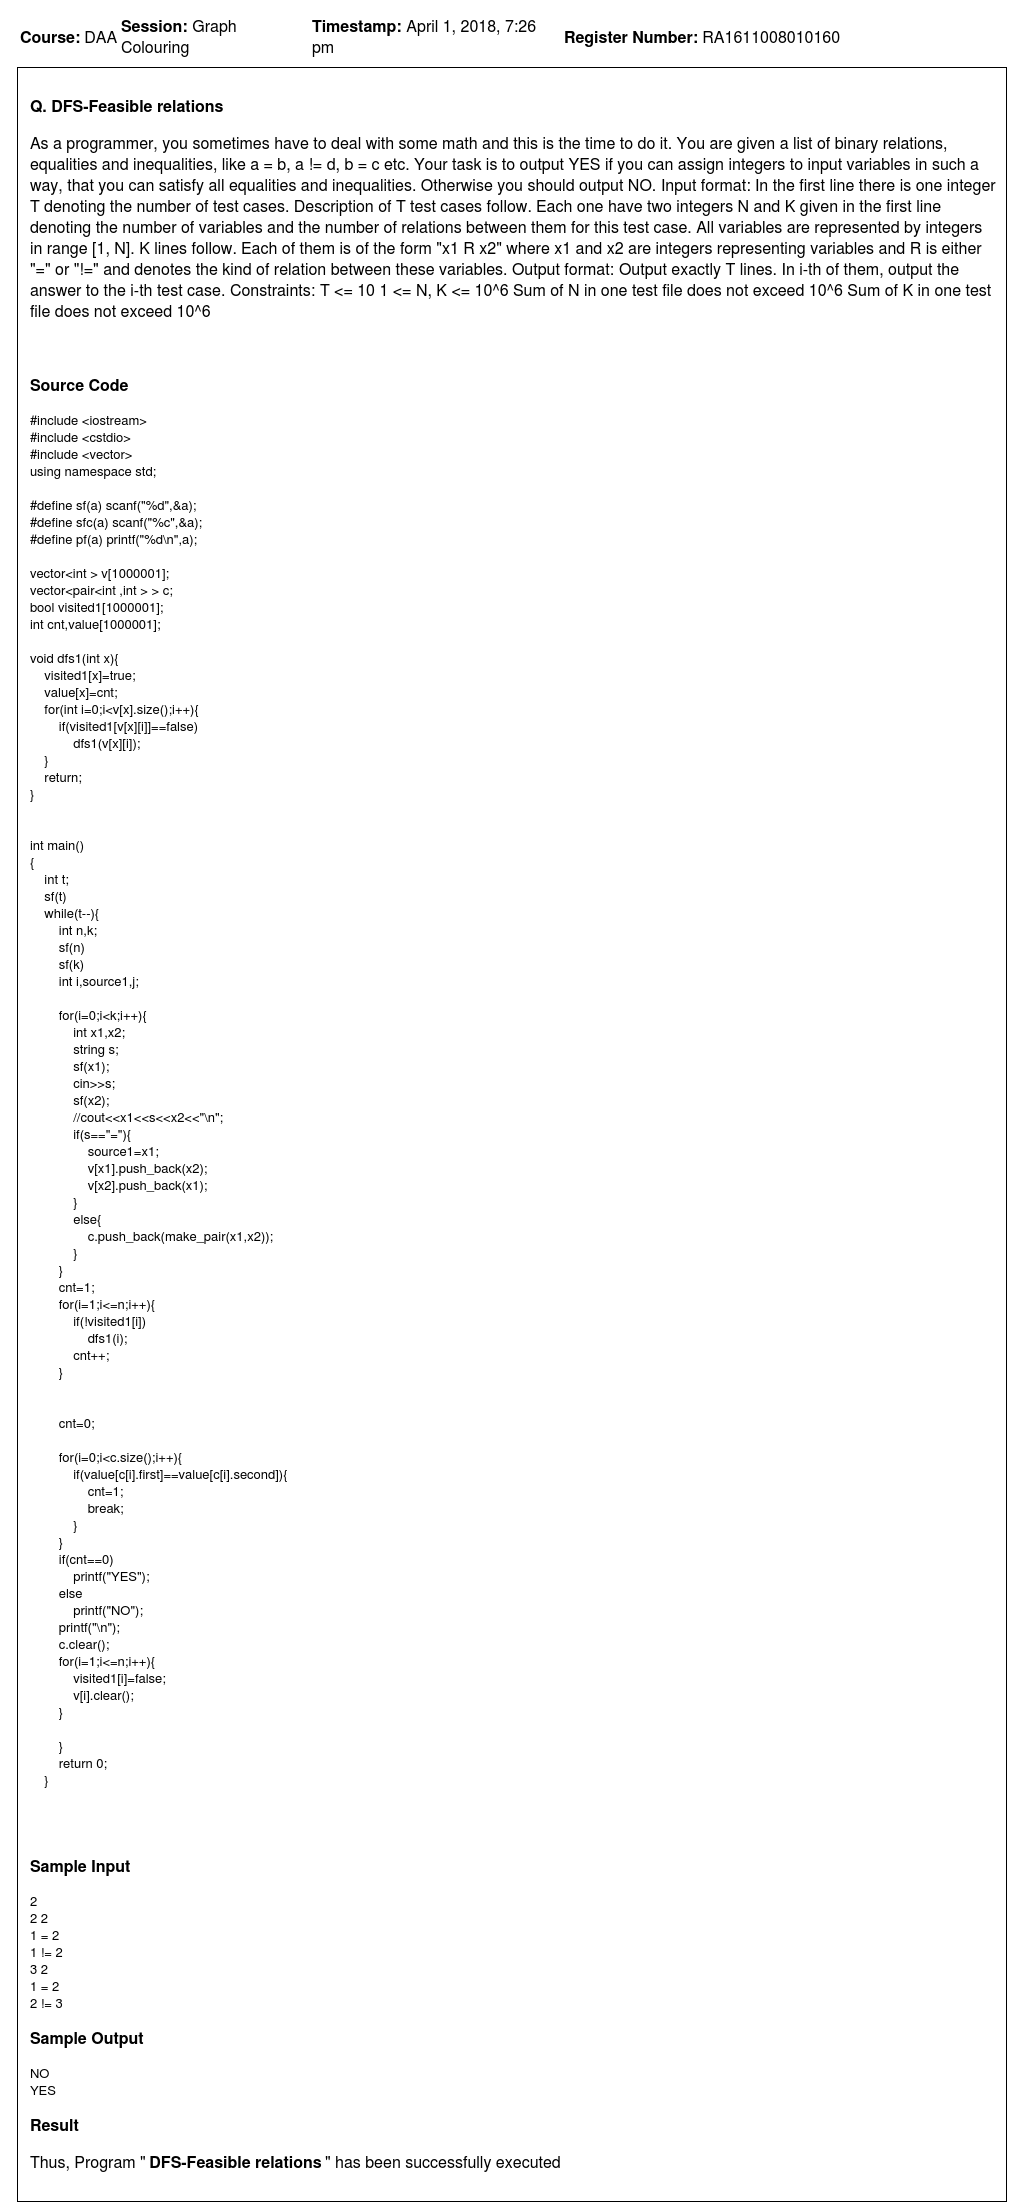 Course: DAA Session: Graph Colouring Timestamp: April 1, 2018, 7:26 pm Register Number: RA1611008010160
Q. DFS-Feasible relations
As a programmer, you sometimes have to deal with some math and this is the time to do it. You are given a list of binary relations,
equalities and inequalities, like a = b, a != d, b = c etc. Your task is to output YES if you can assign integers to input variables in such a
way, that you can satisfy all equalities and inequalities. Otherwise you should output NO. Input format: In the first line there is one integer
T denoting the number of test cases. Description of T test cases follow. Each one have two integers N and K given in the first line
denoting the number of variables and the number of relations between them for this test case. All variables are represented by integers
in range [1, N]. K lines follow. Each of them is of the form "x1 R x2" where x1 and x2 are integers representing variables and R is either
"=" or "!=" and denotes the kind of relation between these variables. Output format: Output exactly T lines. In i-th of them, output the
answer to the i-th test case. Constraints: T <= 10 1 <= N, K <= 10^6 Sum of N in one test file does not exceed 10^6 Sum of K in one test
file does not exceed 10^6
Source Code
#include <iostream>
#include <cstdio>
#include <vector>
using namespace std;
#define sf(a) scanf("%d",&a);
#define sfc(a) scanf("%c",&a);
#define pf(a) printf("%d\n",a);
vector<int > v[1000001];
vector<pair<int ,int > > c;
bool visited1[1000001];
int cnt,value[1000001];
void dfs1(int x){
visited1[x]=true;
value[x]=cnt;
for(int i=0;i<v[x].size();i++){
if(visited1[v[x][i]]==false)
dfs1(v[x][i]);
}
return;
}
int main()
{
int t;
sf(t)
while(t--){
int n,k;
sf(n)
sf(k)
int i,source1,j;
for(i=0;i<k;i++){
int x1,x2;
string s;
sf(x1);
cin>>s;
sf(x2);
//cout<<x1<<s<<x2<<"\n";
if(s=="="){
source1=x1;
v[x1].push_back(x2);
v[x2].push_back(x1);
}
else{
c.push_back(make_pair(x1,x2));
}
}
cnt=1;
for(i=1;i<=n;i++){
if(!visited1[i])
dfs1(i);
cnt++;
}
cnt=0;
for(i=0;i<c.size();i++){
if(value[c[i].first]==value[c[i].second]){
cnt=1;
break;
}
}
if(cnt==0)
printf("YES");
else
printf("NO");
printf("\n");
c.clear();
for(i=1;i<=n;i++){
visited1[i]=false;
v[i].clear();
}
}
return 0;
}
Sample Input
2
2 2
1 = 2
1 != 2
3 2
1 = 2
2 != 3
Sample Output
NO
YES
Result
Thus, Program " DFS-Feasible relations " has been successfully executed